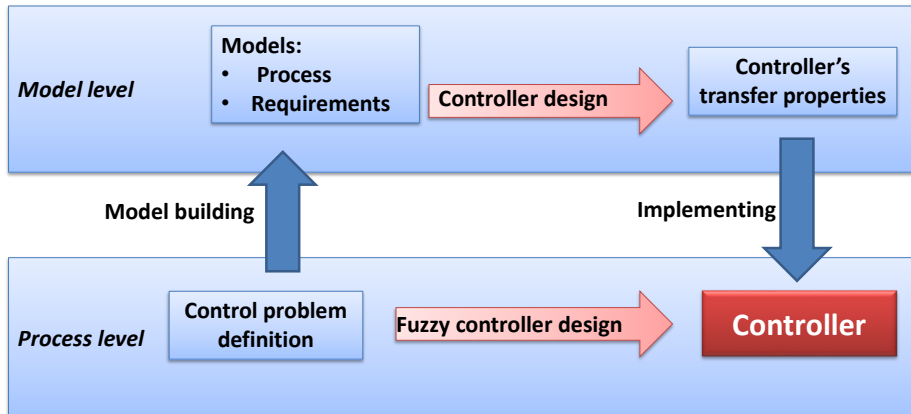 Models:
• Process
• Requirements
Model level
Controller design
Controller's
transfer properties
Model building
Implementing
Process level
Control problem
definition
Fuzzy controller design
Controller